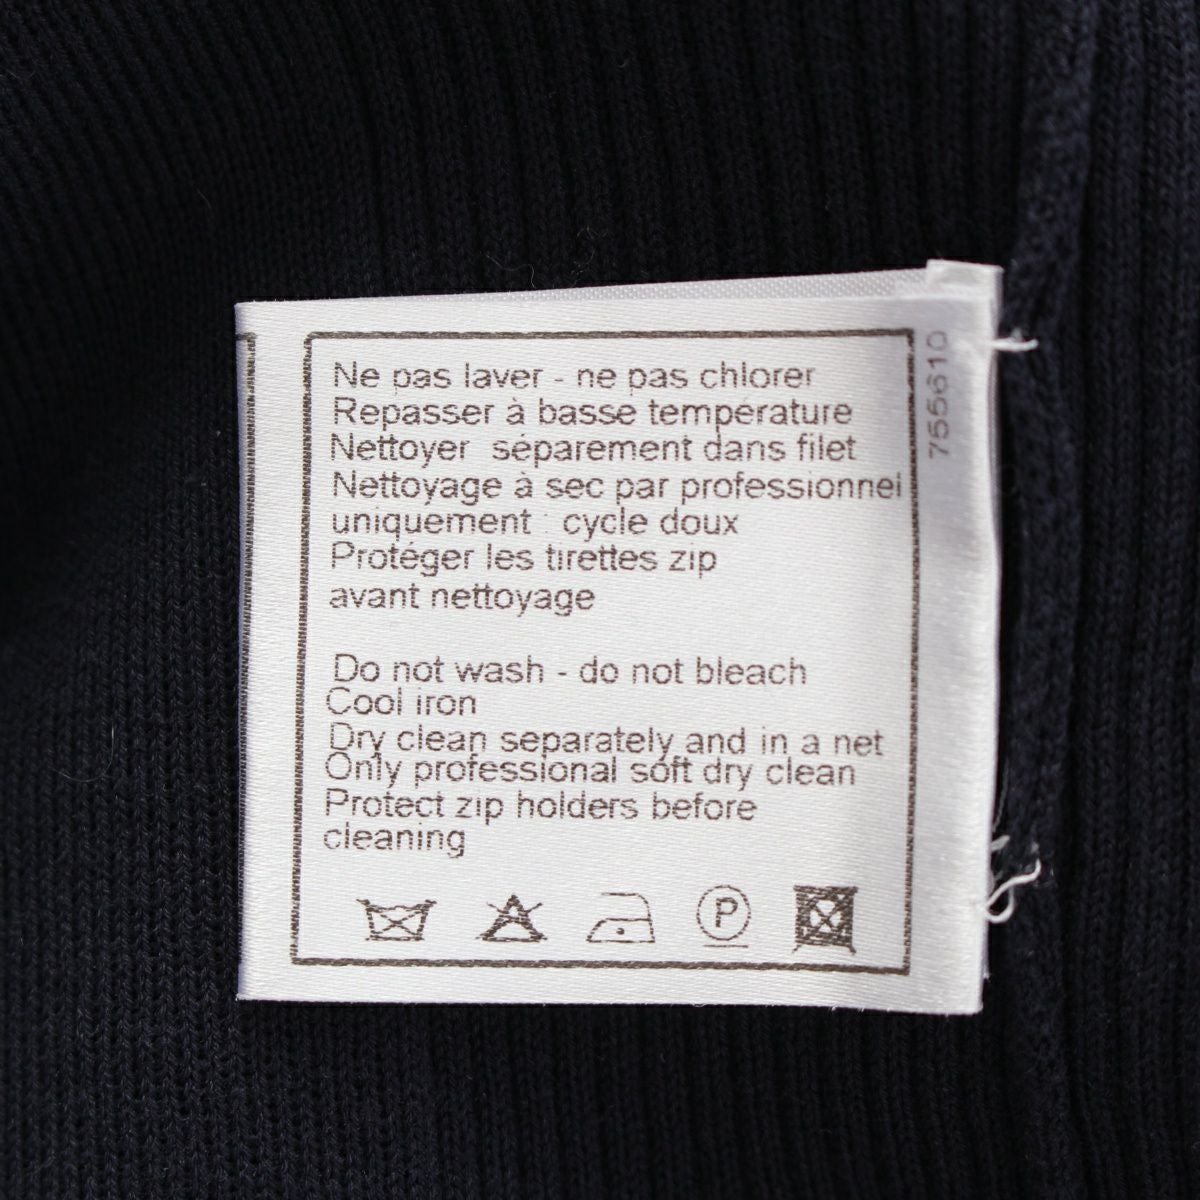 Ne pas laver - ne pas chlorer
Repasser à basse température
Nettoyer séparement dans filet
Nettoyage à sec par professionnel
uniquement : cycle doux
Protéger les tirettes zip
avant nettoyage
Do not wash - do not bleach
Cool iron
Dry clean separately and in a net
Only professional soft dry clean
Protect zip holders before
cleaning
P
755610